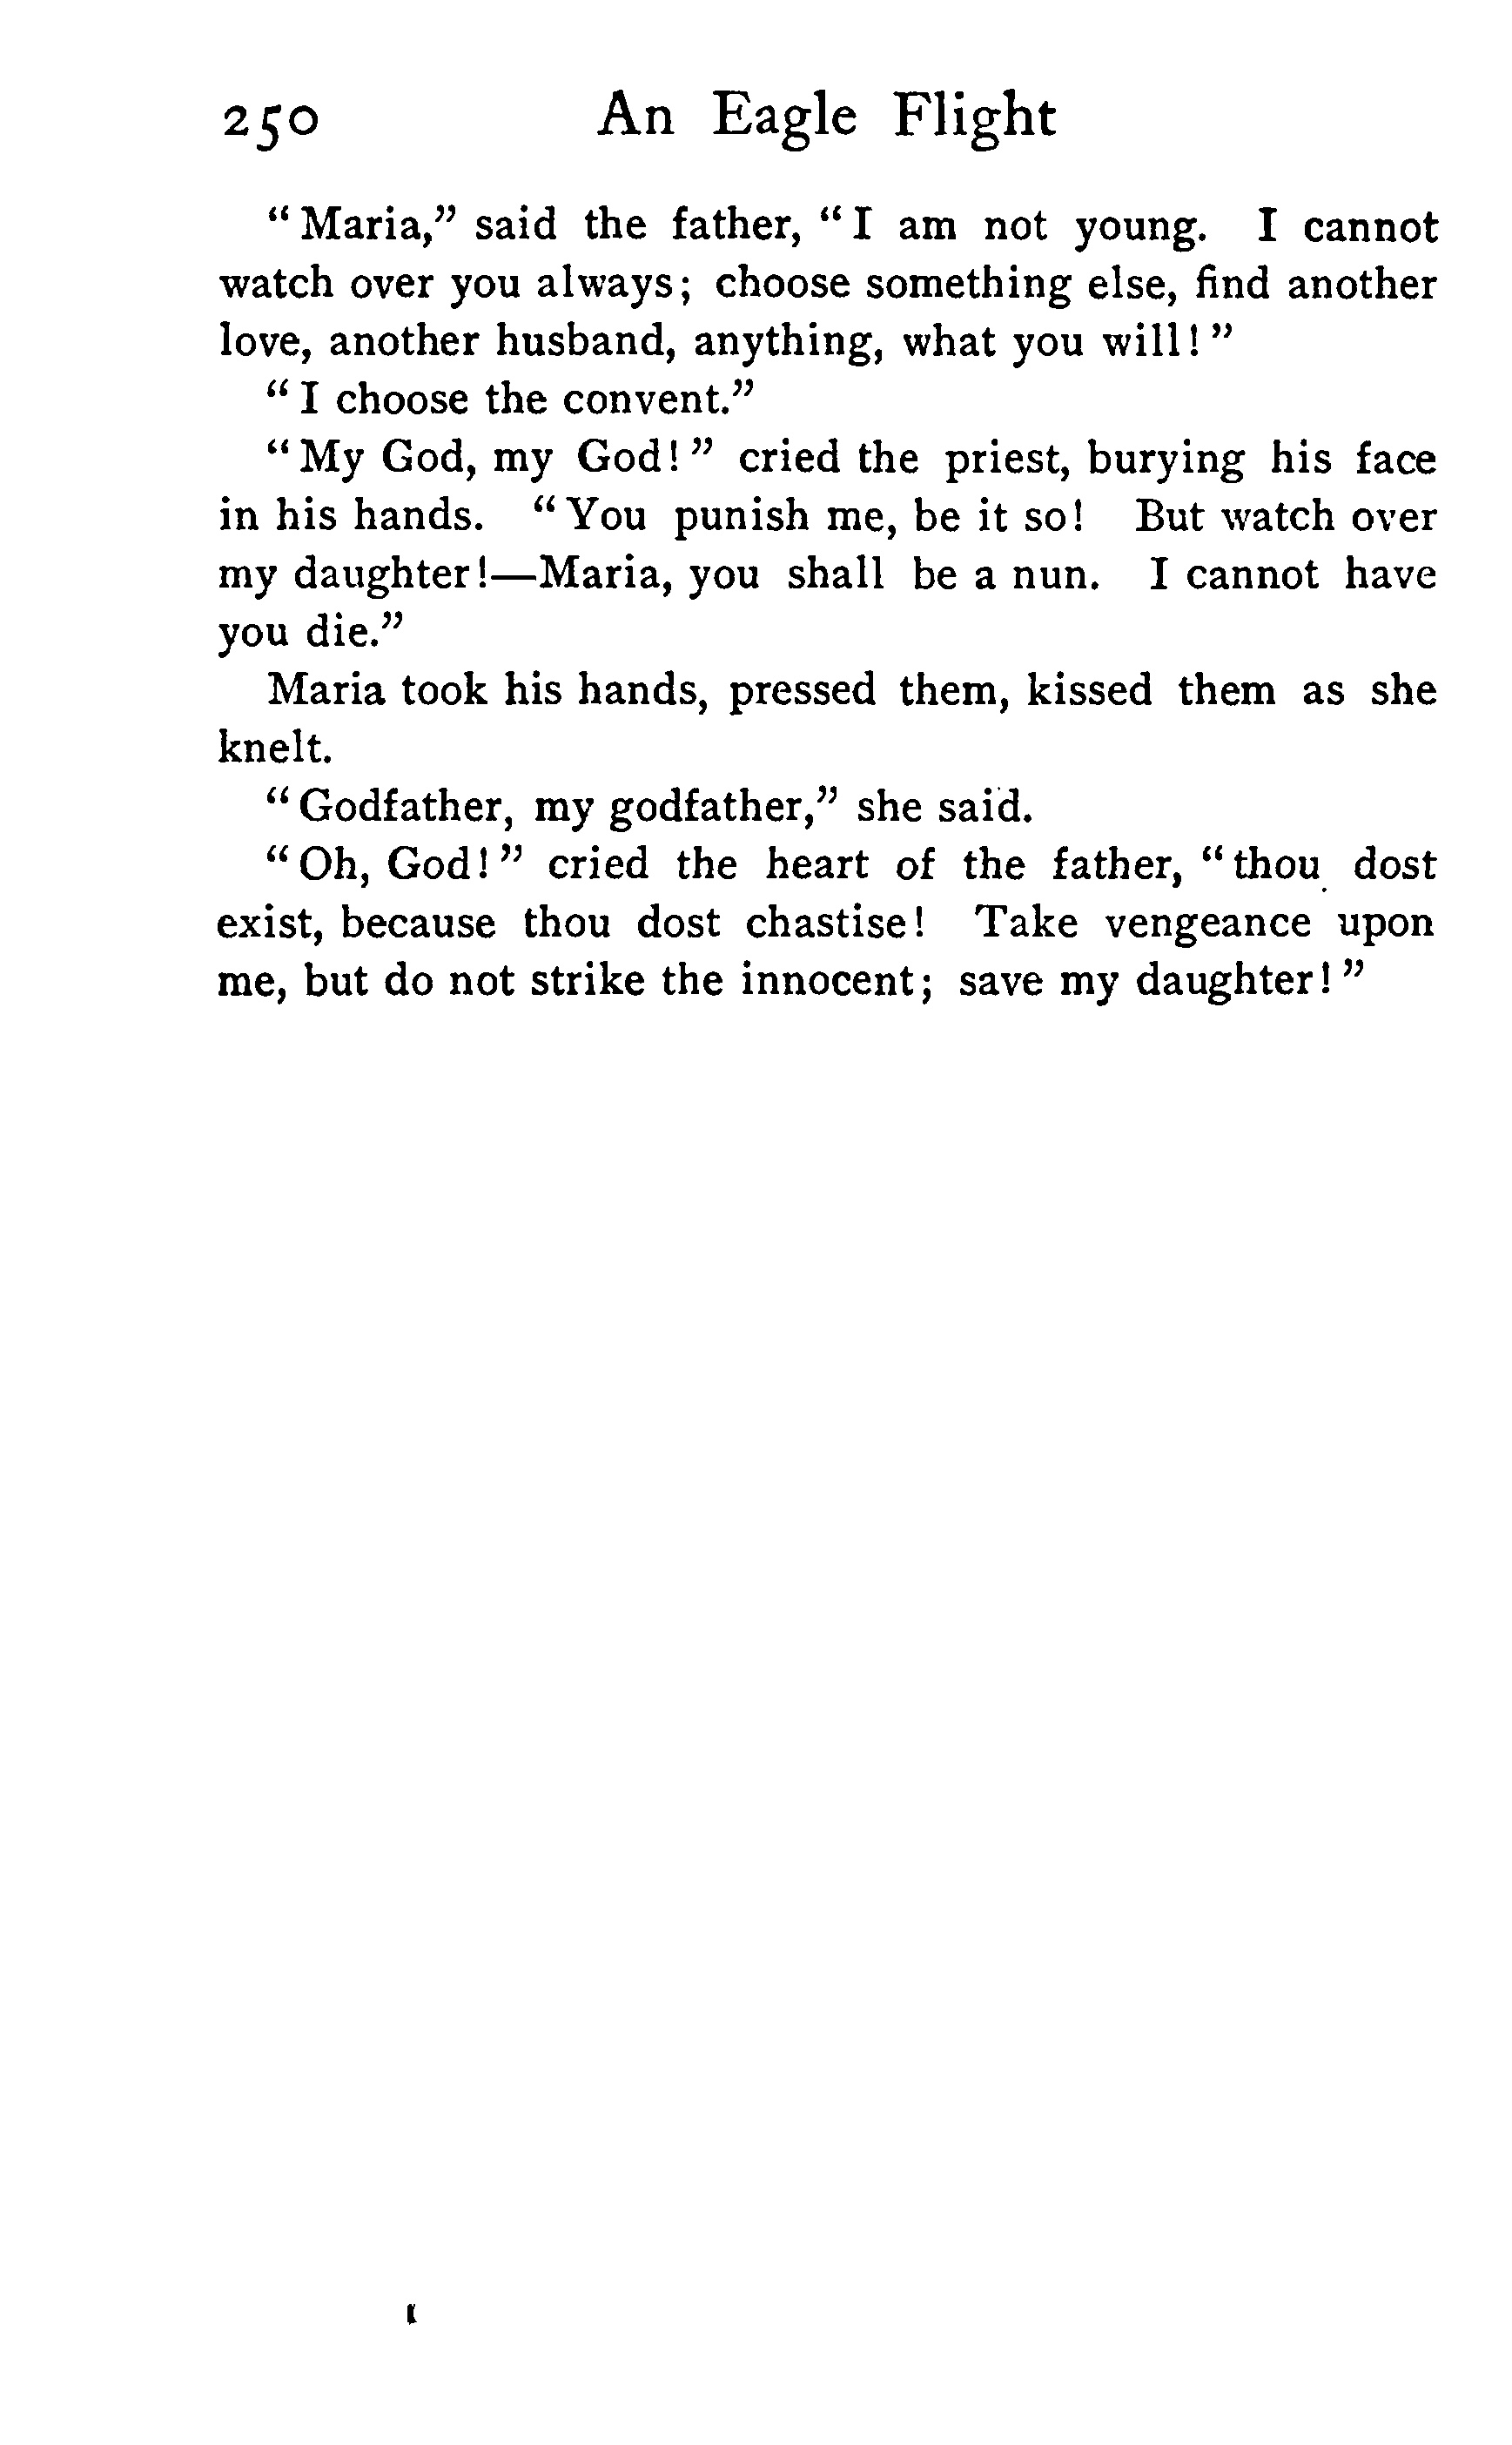 250 An Eagle Flight
“Maria,” said the father, “I am not young. I cannot
watch over you always; choose something else, find another
love, another husband, anything, what you will!”
“I choose the convent.”
“My God, my God!” cried the priest, burying his face
in his hands. “You punish me, be it so! But watch over
my daughter!—Maria, you shall be a nun. I cannot have
you die.”
Maria took his hands, pressed them, kissed them as she
knelt.
“Godfather, my godfather,” she said.
“Oh, God!” cried the heart of the father, “thou dost
exist, because thou dost chastise! Take vengeance upon
me, but do not strike the innocent; save my daughter!”